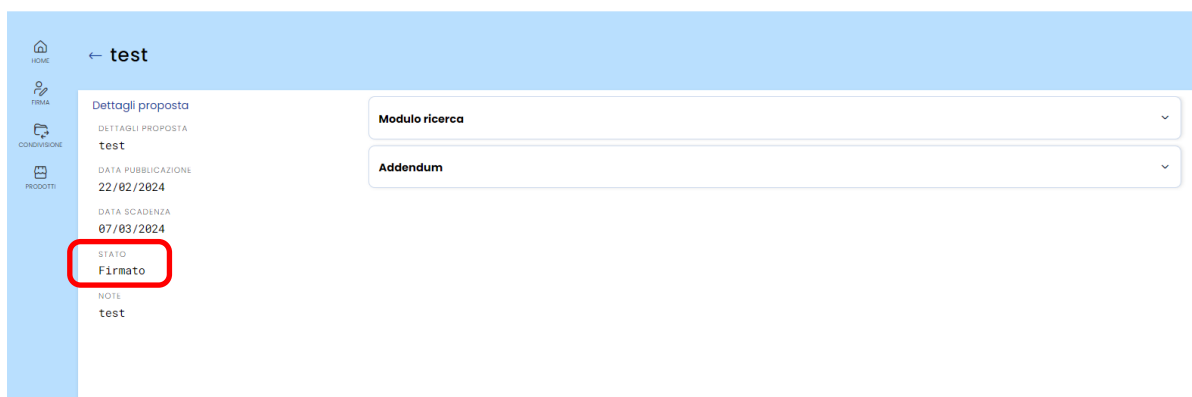 HOME
FIRMA
CONDIVISIONE
PRODOTTI
← test
Dettagli proposta
DETTAGLI PROPOSTA
test
DATA PUBBLICAZIONE
22/02/2024
DATA SCADENZA
07/03/2024
STATO
Firmato
NOTE
test
Modulo ricerca
Addendum